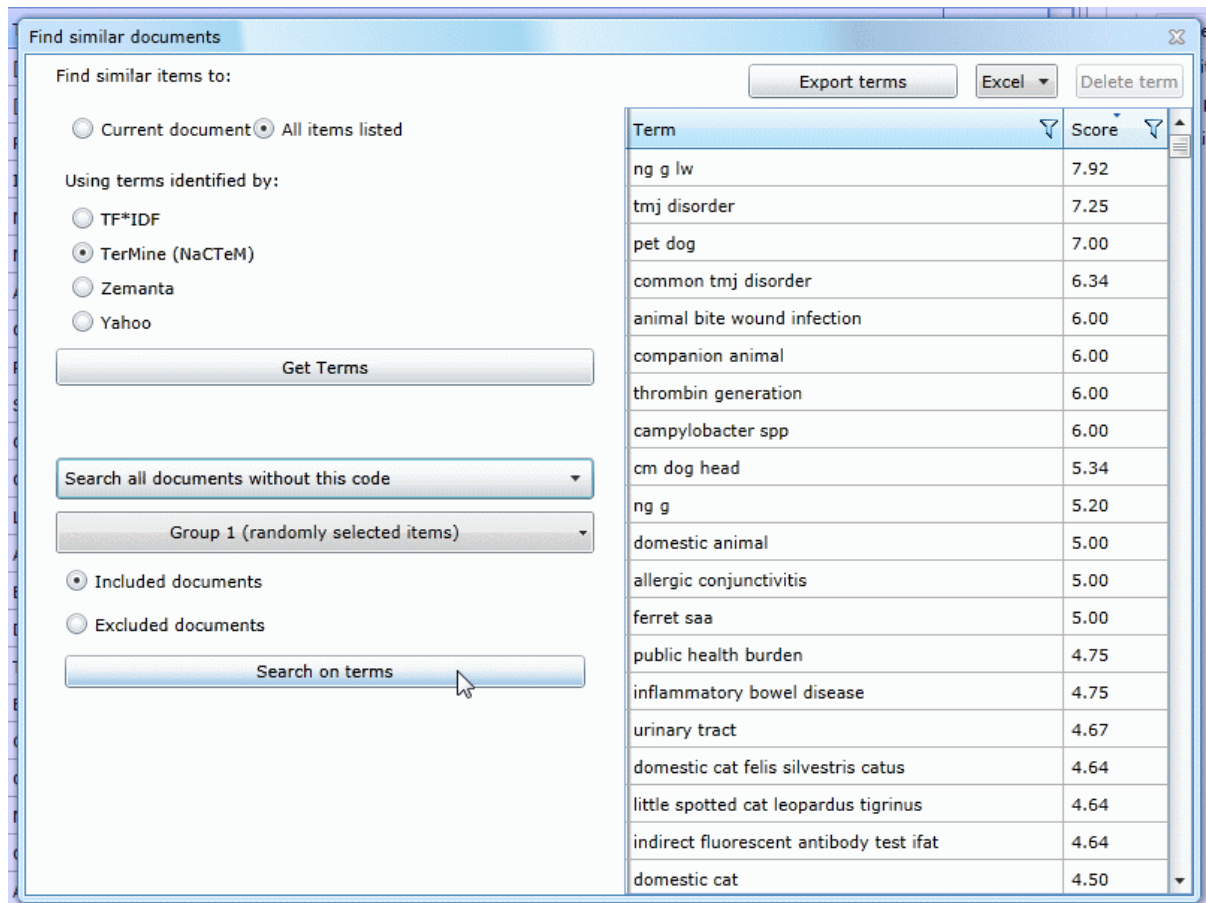 Find similar documents
Find similar items to:
Export terms
Excel
Delete term
Current document
All items listed
Using terms identified by:
TF*IDF
TerMine (NaCTeM)
Zemanta
Yahoo
Get Terms
Search all documents without this code
Group 1 (randomly selected items)
Included documents
Excluded documents
Search on terms
Term Score
ng g lw 7.92
tmj disorder 7.25
pet dog 7.00
common tmj disorder 6.34
animal bite wound infection 6.00
companion animal 6.00
thrombin generation 6.00
campylobacter spp 6.00
cm dog head 5.34
ng g 5.20
domestic animal 5.00
allergic conjunctivitis 5.00
ferret saa 5.00
public health burden 4.75
inflammatory bowel disease 4.75
urinary tract 4.67
domestic cat felis silvestris catus 4.64
little spotted cat leopardus tigrinus 4.64
indirect fluorescent antibody test ifat 4.64
domestic cat 4.50